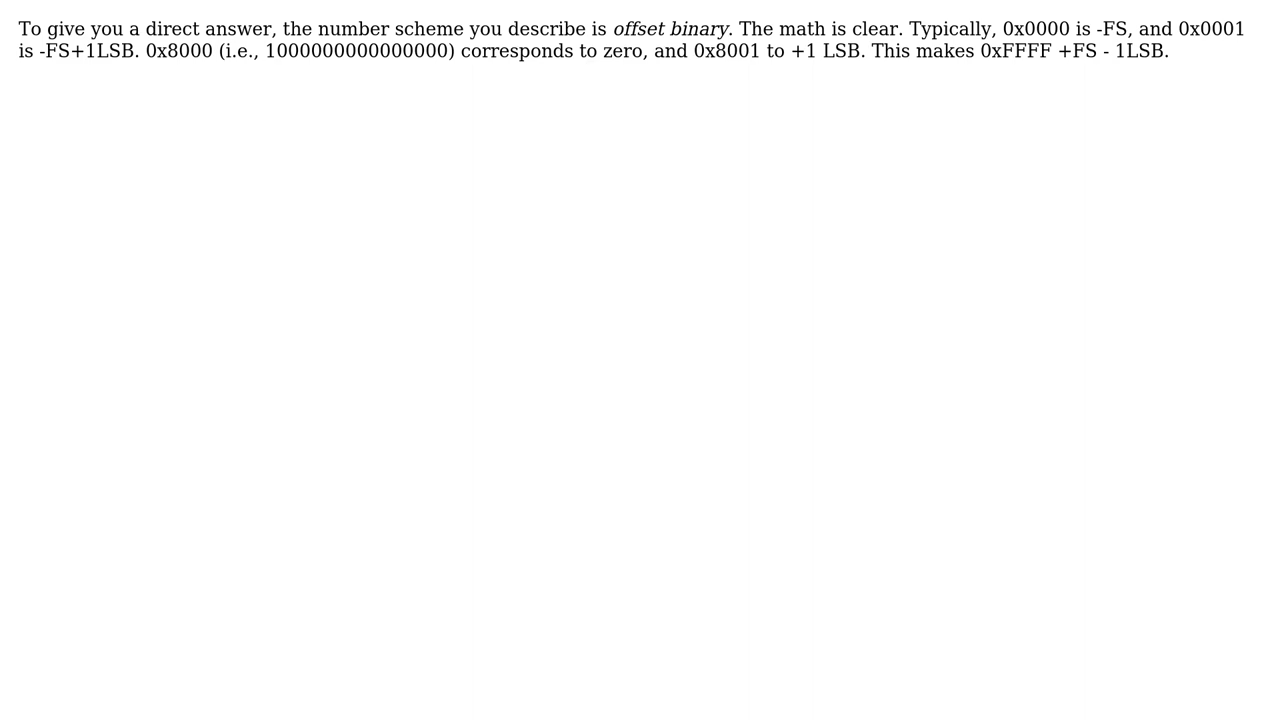 To give you a direct answer, the number scheme you describe is offset binary. The math is clear. Typically, 0x0000 is -FS, and 0x0001
is -FS+1LSB. 0x8000 (i.e., 1000000000000000) corresponds to zero, and 0x8001 to +1 LSB. This makes 0xFFFF +FS - 1LSB.